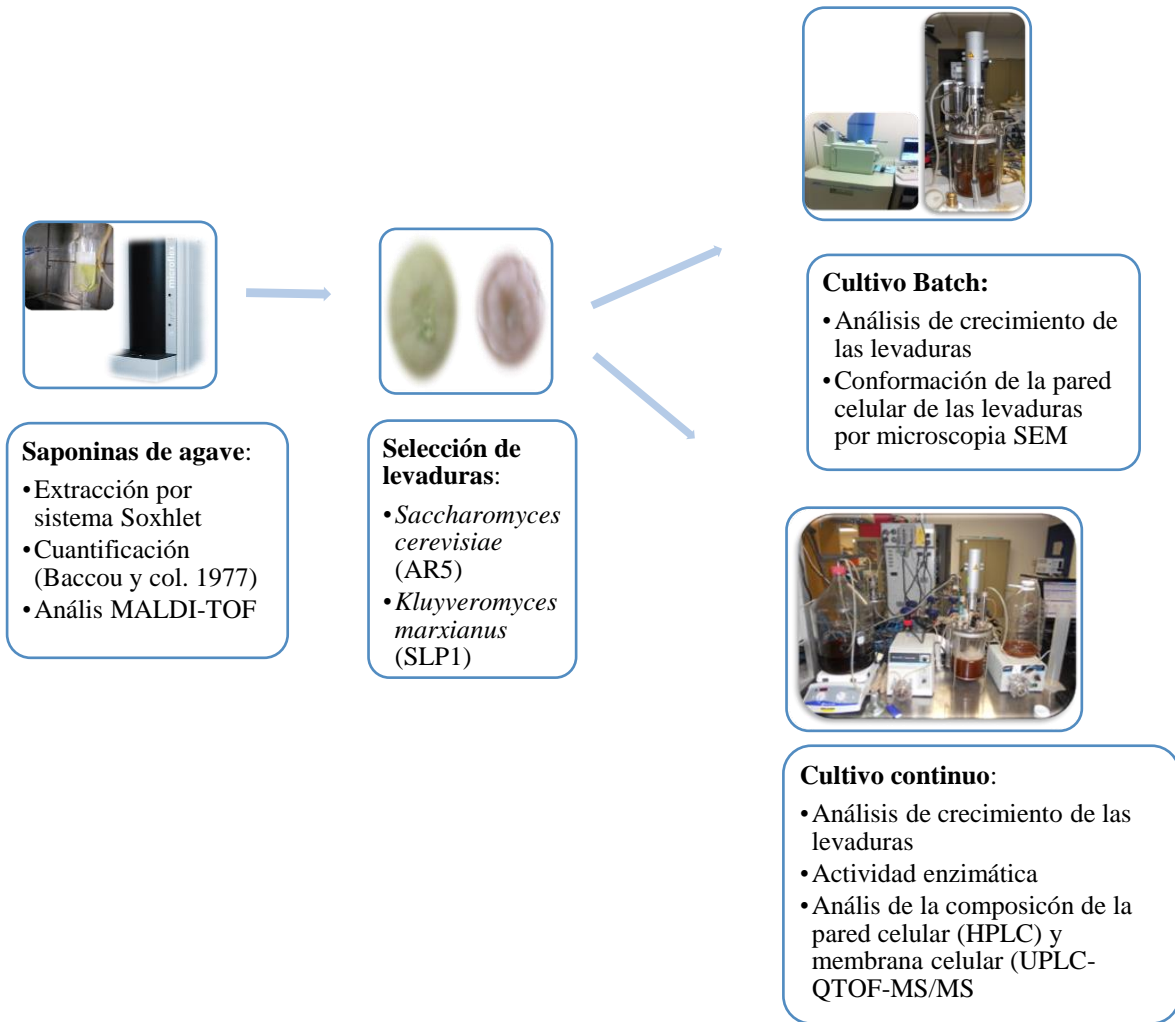 Saponinas de agave:
•Extracción por
sistema Soxhlet
•Cuantificación
(Baccou y col. 1977)
•Anális MALDI-TOF
Selección de
levaduras:
•Saccharomyces
cerevisiae
(AR5)
•Kluyveromyces
marxianus
(SLP1)
Cultivo Batch:
•Análisis de crecimiento de
las levaduras
•Conformación de la pared
celular de las levaduras
por microscopia SEM
Cultivo continuo:
•Análisis de crecimiento de las
levaduras
•Actividad enzimática
•Anális de la composicón de la
pared celular (HPLC) y
membrana celular (UPLC-
QTOF-MS/MS
microflex